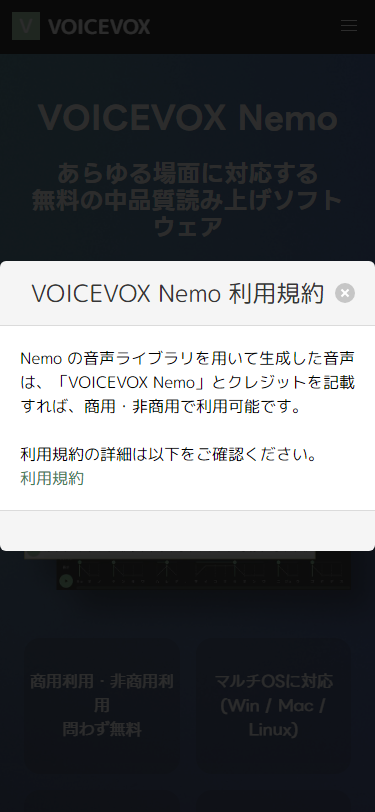 V VOICEVOX
VOICEVOX Nemo
あらゆる場面に対応する
無料の中品質読み上げソフト
ウェア
VOICEVOX Nemo 利用規約
Nemo の音声ライブラリを用いて生成した音声
は、「VOICEVOX Nemo」とクレジットを記載
すれば、商用・非商用で利用可能です。
利用規約の詳細は以下をご確認ください。
利用規約
商用利用・非商用利
用
問わず無料
マルチOSに対応
(Win / Mac /
Linux)